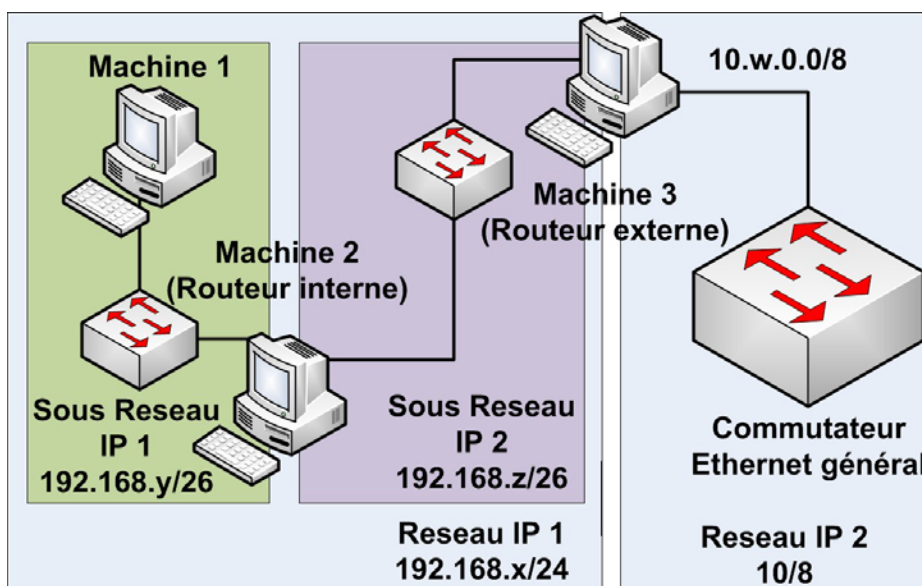 Machine 1
10.w.0.0/8
Machine 3
(Routeur externe)
Machine 2
(Routeur interne)
Sous Reseau
IP 1
192.168.y/26
Sous Reseau
IP 2
192.168.z/26
Commutateur
Ethernet général
Reseau IP 1
192.168.x/24
Reseau IP 2
10/8